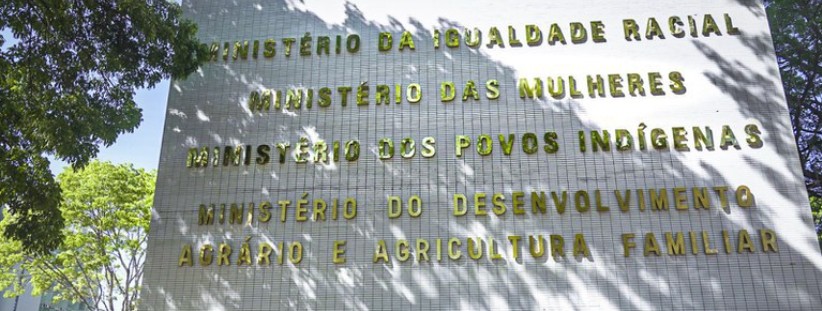 MINISTÉRIO DA IGUALDADE RACIAL
MINISTÉRIO DAS MULHERES
MINISTÉRIO DOS POVOS INDÍGENAS
MINISTÉRIO DO DESENVOLVIMENTO
AGRÁRIO E AGRICULTURA FAMILIAR